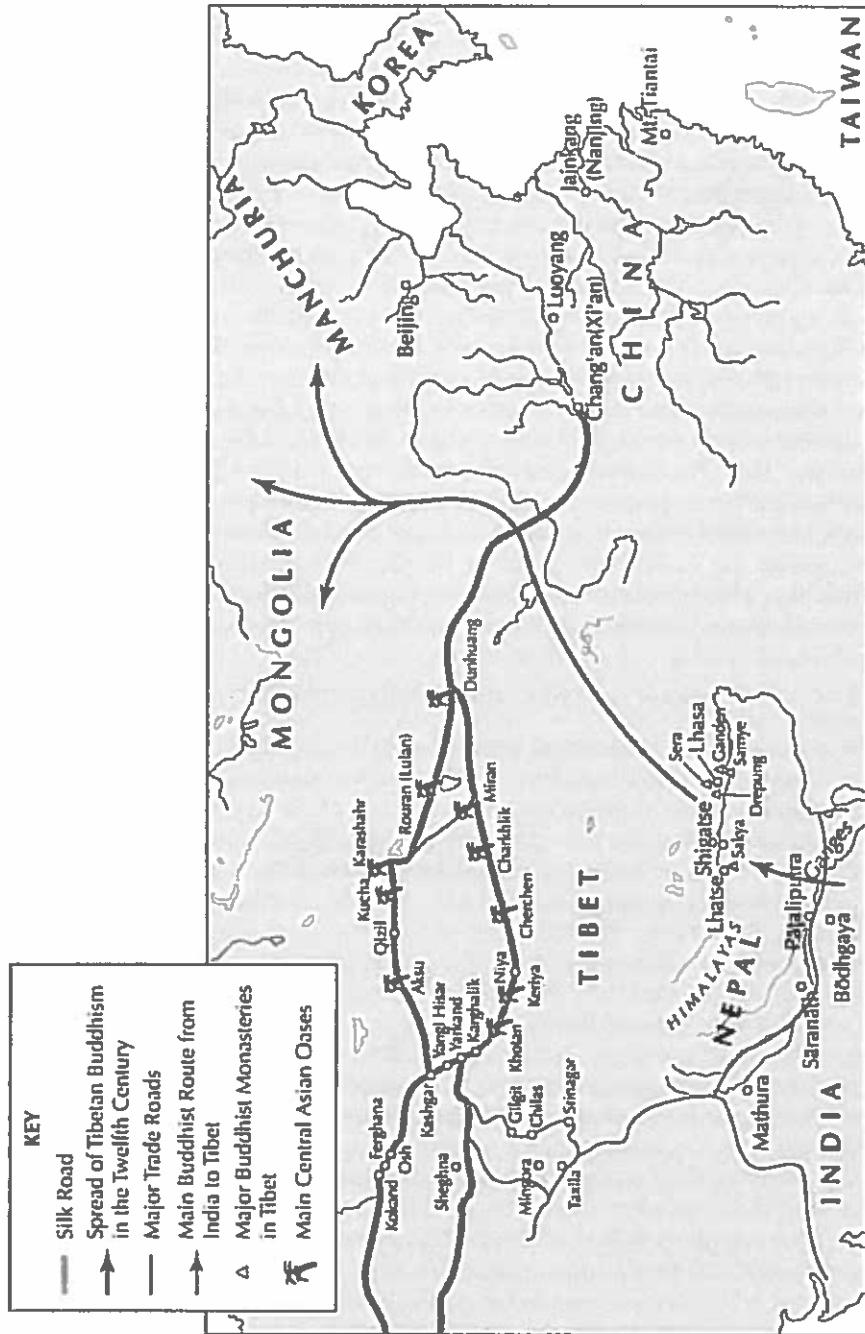 KEY
Silk Road
Spread of Tibetan Buddhism
in the Twelfth Century
Major Trade Roads
Main Buddhist Route from
India to Tibet
Major Buddhist Monasteries
in Tibet
Main Central Asian Oases
MONGOLIA
MANCHURIA
KOREA
Beijing
Ferghana
Kokand
Osh
Kashgar
Yangi Hisar
Yarkand
Karghalik
Sheghna
Aksu
Qizil
Kucha
Karashahr
Rouran (Lulan)
Dunhuang
Miran
Charkhlik
Cherchen
Niya
Keriya
Khotan
Gilgit
Chilas
Srinagar
Mingora
Taxila
Luoyang
Chang'an (Xi'an)
Jainkang
(Nanjing)
Mt. Tiantai
CHINA
TAIWAN
TIBET
HIMALAYAS
NEPAL
Lhatse
Shigatse
Sakya
Sera
Lhasa
Ganden
Samye
Drepung
Pataliputra
Saranath
Bodhgaya
Mathura
INDIA